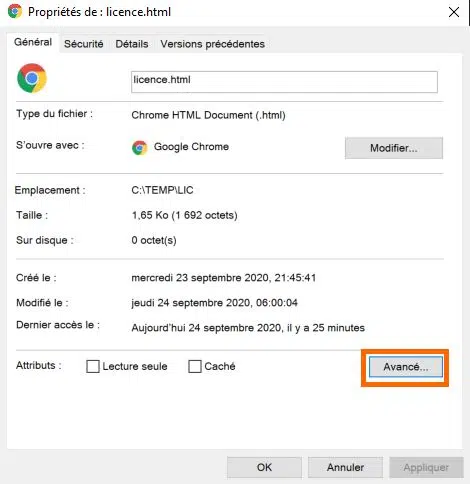 Propriétés de : licence.html
Général Sécurité Détails Versions précédentes
licence.html
Type du fichier : Chrome HTML Document (.html)
S'ouvre avec : Google Chrome Modifier...
Emplacement : C:\TEMP\LIC
Taille : 1,65 Ko (1 692 octets)
Sur disque : 0 octet(s)
Créé le : mercredi 23 septembre 2020, 21:45:41
Modifié le : jeudi 24 septembre 2020, 06:00:04
Dernier accès le : Aujourd'hui 24 septembre 2020, il y a 25 minutes
Attributs : Lecture seule Caché Avancé...
OK Annuler Appliquer